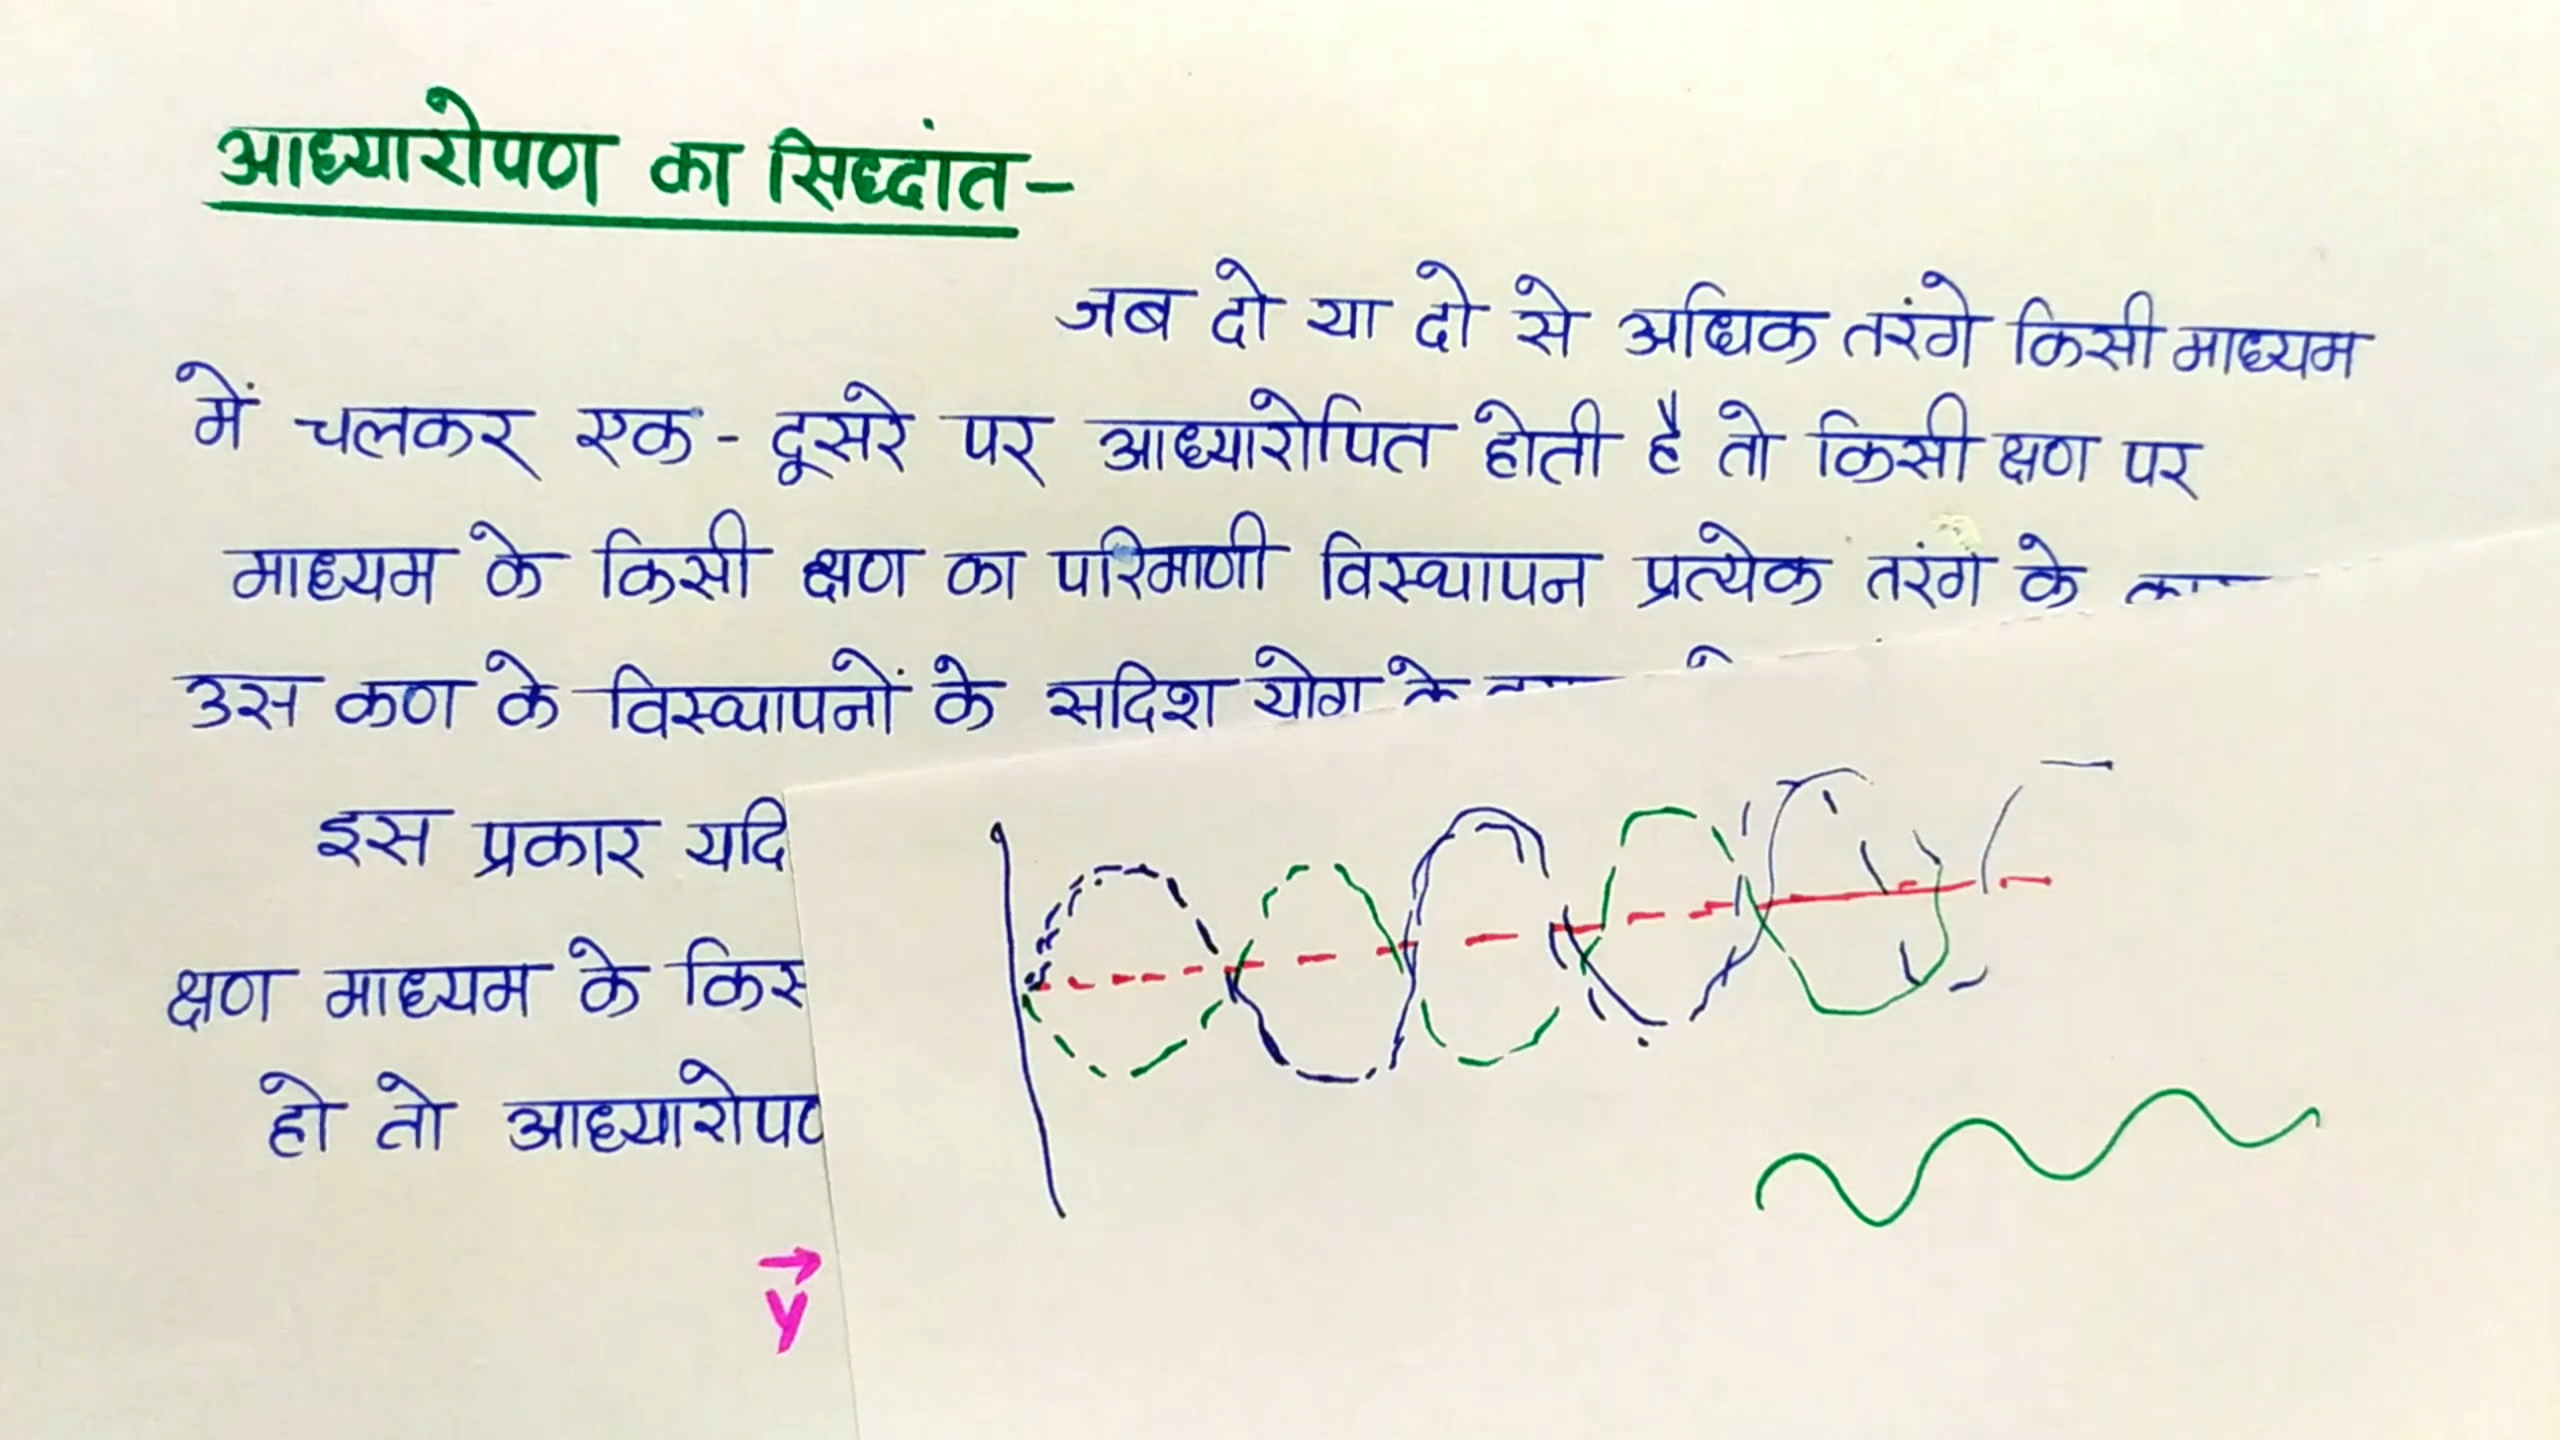 आध्यारोपण का सिध्दांत-
जब दो या दो से अधिक तरंगे किसी माध्यम
में चलकर एक-दूसरे पर आध्यारोपित होती है तो किसी क्षण पर
माध्यम के किसी क्षण का परिमाणी विस्थापन प्रत्येक तरंग के
उस कण के विस्थापनों के सदिश योग के
इस प्रकार यदि
क्षण माध्यम के किस
हो तो आध्यारोपण
y⃗